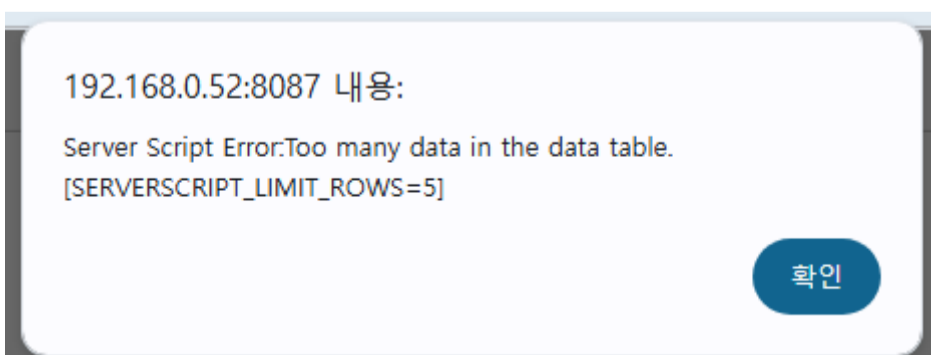 192.168.0.52:8087 내용:
Server Script Error:Too many data in the data table.
[SERVERSCRIPT_LIMIT_ROWS=5]
확인